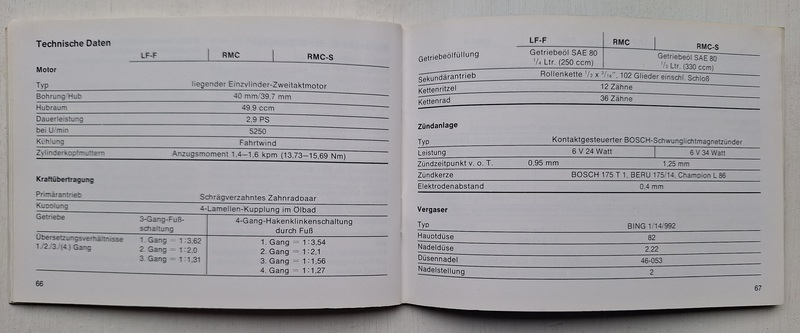 Technische Daten
LF-F RMC RMC-S
Motor
Typ liegender Einzylinder-Zweitaktmotor
Bohrung/Hub 40 mm/39,7 mm
Hubraum 49,9 ccm
Dauerleistung 2,9 PS
bei U/min 5250
Kühlung Fahrtwind
Zylinderkopfmuttern Anzugsmoment 1,4–1,6 kpm (13,73–15,69 Nm)
Kraftübertragung
Primärantrieb Schrägverzahntes Zahnradpaar
Kupplung 4-Lamellen-Kupplung im Ölbad
Getriebe 3-Gang-Fuß- 4-Gang-Hakenklinkenschaltung
schaltung durch Fuß
Übersetzungsverhältnisse 1. Gang = 1:3,62 1. Gang = 1:3,54
1./2./3./(4.) Gang 2. Gang = 1:2,0 2. Gang = 1:2,1
3. Gang = 1:1,31 3. Gang = 1:1,56
4. Gang = 1:1,27
66
LF-F RMC RMC-S
Getriebeölfüllung Getriebeöl SAE 80 Getriebeöl SAE 80
1/4 Ltr. (250 ccm) 1/3 Ltr. (330 ccm)
Sekundärantrieb Rollenkette 1/2 x 3/16", 102 Glieder einschl. Schloß
Kettenritzel 12 Zähne
Kettenrad 36 Zähne
Zündanlage
Typ Kontaktgesteuerter BOSCH-Schwunglichtmagnetzünder
Leistung 6 V 24 Watt 6 V 34 Watt
Zündzeitpunkt v. o. T. 0,95 mm 1,25 mm
Zündkerze BOSCH 175 T 1, BERU 175/14, Champion L 86
Elektrodenabstand 0,4 mm
Vergaser
Typ BING 1/14/992
Hauptdüse 82
Nadeldüse 2,22
Düsennadel 46-053
Nadelstellung 2
67